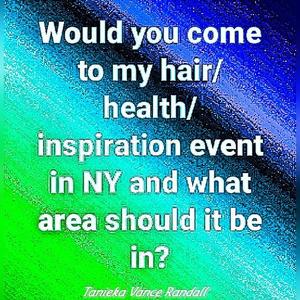 Would you come
to my hair/
health/
inspiration event
in NY and what
area should it be
in?
Tanieka Vance Randall